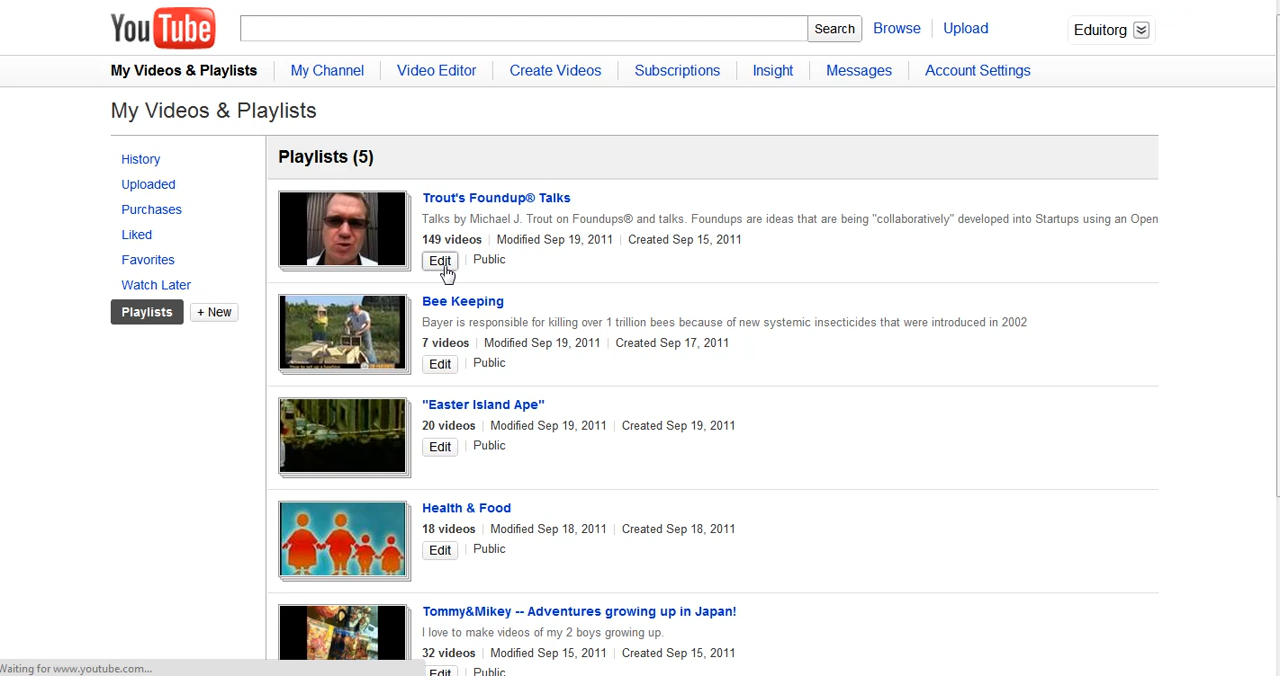 YouTube
Search
Browse
Upload
Eduitorg
My Videos & Playlists
My Channel
Video Editor
Create Videos
Subscriptions
Insight
Messages
Account Settings
My Videos & Playlists
History
Uploaded
Purchases
Liked
Favorites
Watch Later
Playlists
+ New
Playlists (5)
Trout's Foundup® Talks
Talks by Michael J. Trout on Foundups® and talks. Foundups are ideas that are being "collaboratively" developed into Startups using an Open
149 videos Modified Sep 19, 2011 Created Sep 15, 2011
Edit Public
Bee Keeping
Bayer is responsible for killing over 1 trillion bees because of new systemic insecticides that were introduced in 2002
7 videos Modified Sep 19, 2011 Created Sep 17, 2011
Edit Public
"Easter Island Ape"
20 videos Modified Sep 19, 2011 Created Sep 19, 2011
Edit Public
Health & Food
18 videos Modified Sep 18, 2011 Created Sep 18, 2011
Edit Public
Tommy&Mikey -- Adventures growing up in Japan!
I love to make videos of my 2 boys growing up.
32 videos Modified Sep 15, 2011 Created Sep 15, 2011
Edit Public
Waiting for www.youtube.com...